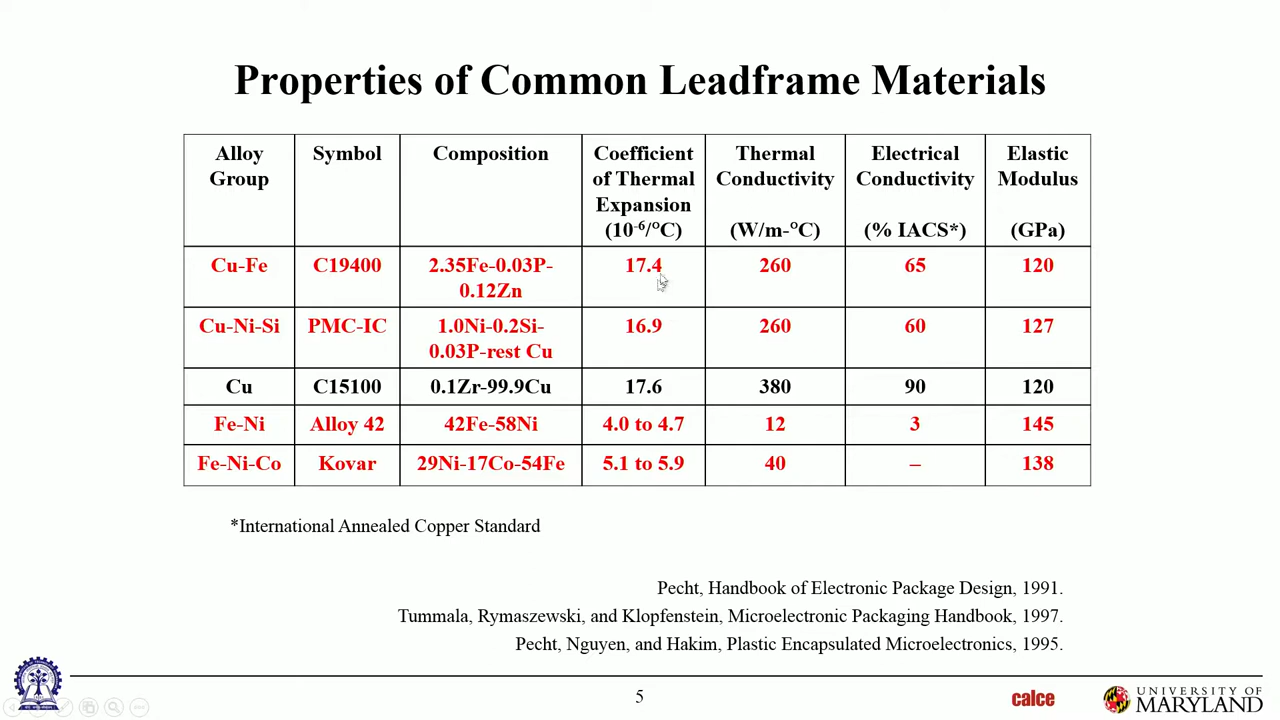 Properties of Common Leadframe Materials
Alloy Group
Symbol
Composition
Coefficient of Thermal Expansion (10⁻⁶/°C)
Thermal Conductivity (W/m-°C)
Electrical Conductivity (% IACS*)
Elastic Modulus (GPa)
Cu-Fe C19400 2.35Fe-0.03P-0.12Zn 17.4 260 65 120
Cu-Ni-Si PMC-IC 1.0Ni-0.2Si-0.03P-rest Cu 16.9 260 60 127
Cu C15100 0.1Zr-99.9Cu 17.6 380 90 120
Fe-Ni Alloy 42 42Fe-58Ni 4.0 to 4.7 12 3 145
Fe-Ni-Co Kovar 29Ni-17Co-54Fe 5.1 to 5.9 40 – 138
*International Annealed Copper Standard
Pecht, Handbook of Electronic Package Design, 1991.
Tummala, Rymaszewski, and Klopfenstein, Microelectronic Packaging Handbook, 1997.
Pecht, Nguyen, and Hakim, Plastic Encapsulated Microelectronics, 1995.
5
calce
UNIVERSITY OF
MARYLAND